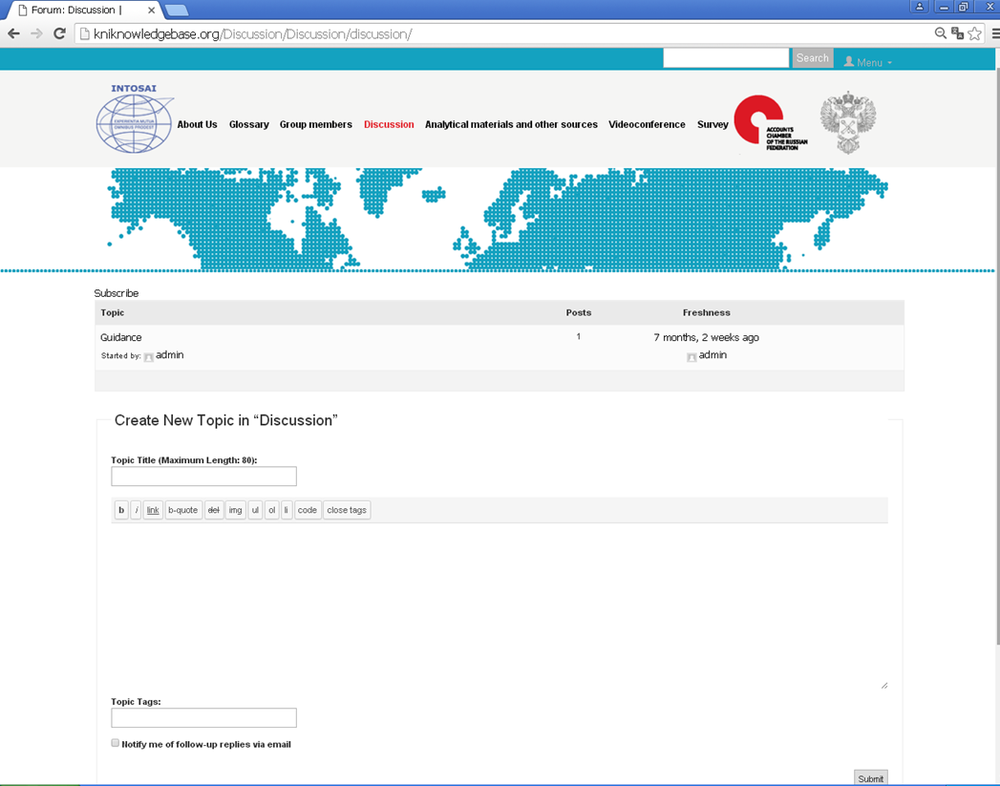 Forum: Discussion |
kniknowledgebase.org/Discussion/Discussion/discussion/
Search
Menu
INTOSAI
EXPERIENTIA MUTUA
OMNIBUS PRODEST
About Us Glossary Group members Discussion Analytical materials and other sources Videoconference Survey
ACCOUNTS
CHAMBER
OF THE RUSSIAN
FEDERATION
Subscribe
Topic Posts Freshness
Guidance 1 7 months, 2 weeks ago
Started by: admin admin
Create New Topic in “Discussion”
Topic Title (Maximum Length: 80):
b i link b-quote del img ul ol li code close tags
Topic Tags:
Notify me of follow-up replies via email
Submit